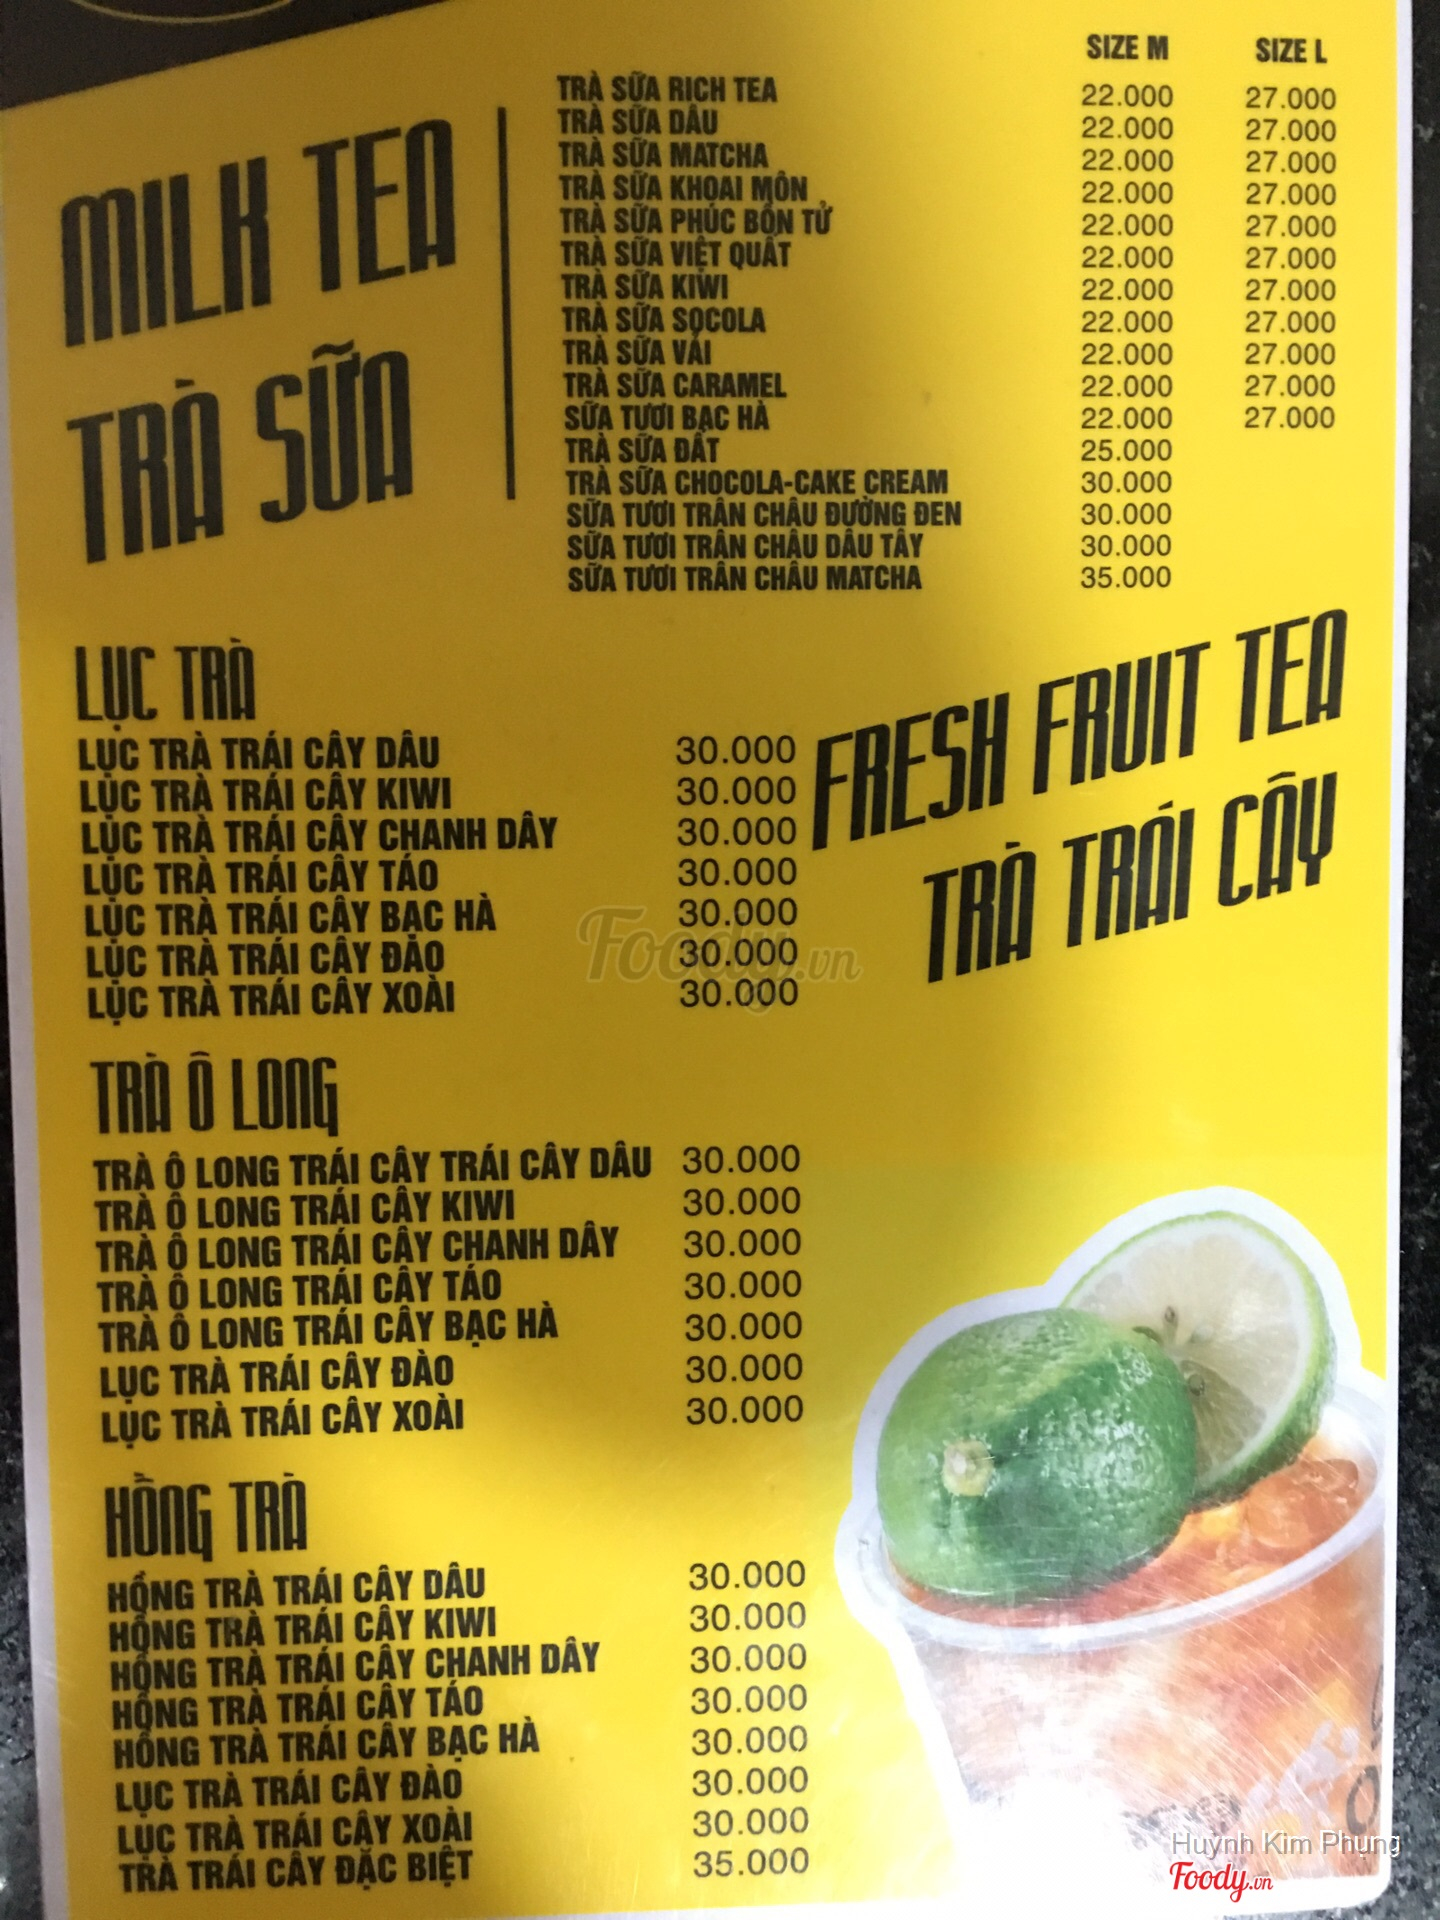 SIZE M SIZE L
MILK TEA
TRÀ SỮA
TRÀ SỮA RICH TEA 22.000 27.000
TRÀ SỮA DÂU 22.000 27.000
TRÀ SỮA MATCHA 22.000 27.000
TRÀ SỮA KHOAI MÔN 22.000 27.000
TRÀ SỮA PHÚC BỒN TỬ 22.000 27.000
TRÀ SỮA VIỆT QUẤT 22.000 27.000
TRÀ SỮA KIWI 22.000 27.000
TRÀ SỮA SOCOLA 22.000 27.000
TRÀ SỮA VẢI 22.000 27.000
TRÀ SỮA CARAMEL 22.000 27.000
SỮA TƯƠI BẠC HÀ 22.000 27.000
TRÀ SỮA ĐẤT 25.000
TRÀ SỮA CHOCOLA-CAKE CREAM 30.000
SỮA TƯƠI TRÂN CHÂU ĐƯỜNG ĐEN 30.000
SỮA TƯƠI TRÂN CHÂU DÂU TÂY 30.000
SỮA TƯƠI TRÂN CHÂU MATCHA 35.000
FRESH FRUIT TEA
TRÀ TRÁI CÂY
LỤC TRÀ
LỤC TRÀ TRÁI CÂY DÂU 30.000
LỤC TRÀ TRÁI CÂY KIWI 30.000
LỤC TRÀ TRÁI CÂY CHANH DÂY 30.000
LỤC TRÀ TRÁI CÂY TÁO 30.000
LỤC TRÀ TRÁI CÂY BẠC HÀ 30.000
LỤC TRÀ TRÁI CÂY ĐÀO 30.000
LỤC TRÀ TRÁI CÂY XOÀI 30.000
Foody.vn
TRÀ Ô LONG
TRÀ Ô LONG TRÁI CÂY TRÁI CÂY DÂU 30.000
TRÀ Ô LONG TRÁI CÂY KIWI 30.000
TRÀ Ô LONG TRÁI CÂY CHANH DÂY 30.000
TRÀ Ô LONG TRÁI CÂY TÁO 30.000
TRÀ Ô LONG TRÁI CÂY BẠC HÀ 30.000
LỤC TRÀ TRÁI CÂY ĐÀO 30.000
LỤC TRÀ TRÁI CÂY XOÀI 30.000
HỒNG TRÀ
HỒNG TRÀ TRÁI CÂY DÂU 30.000
HỒNG TRÀ TRÁI CÂY KIWI 30.000
HỒNG TRÀ TRÁI CÂY CHANH DÂY 30.000
HỒNG TRÀ TRÁI CÂY TÁO 30.000
HỒNG TRÀ TRÁI CÂY BẠC HÀ 30.000
LỤC TRÀ TRÁI CÂY ĐÀO 30.000
LỤC TRÀ TRÁI CÂY XOÀI 30.000
TRÀ TRÁI CÂY ĐẶC BIỆT 35.000
Huỳnh Kim Phụng
Foody.vn